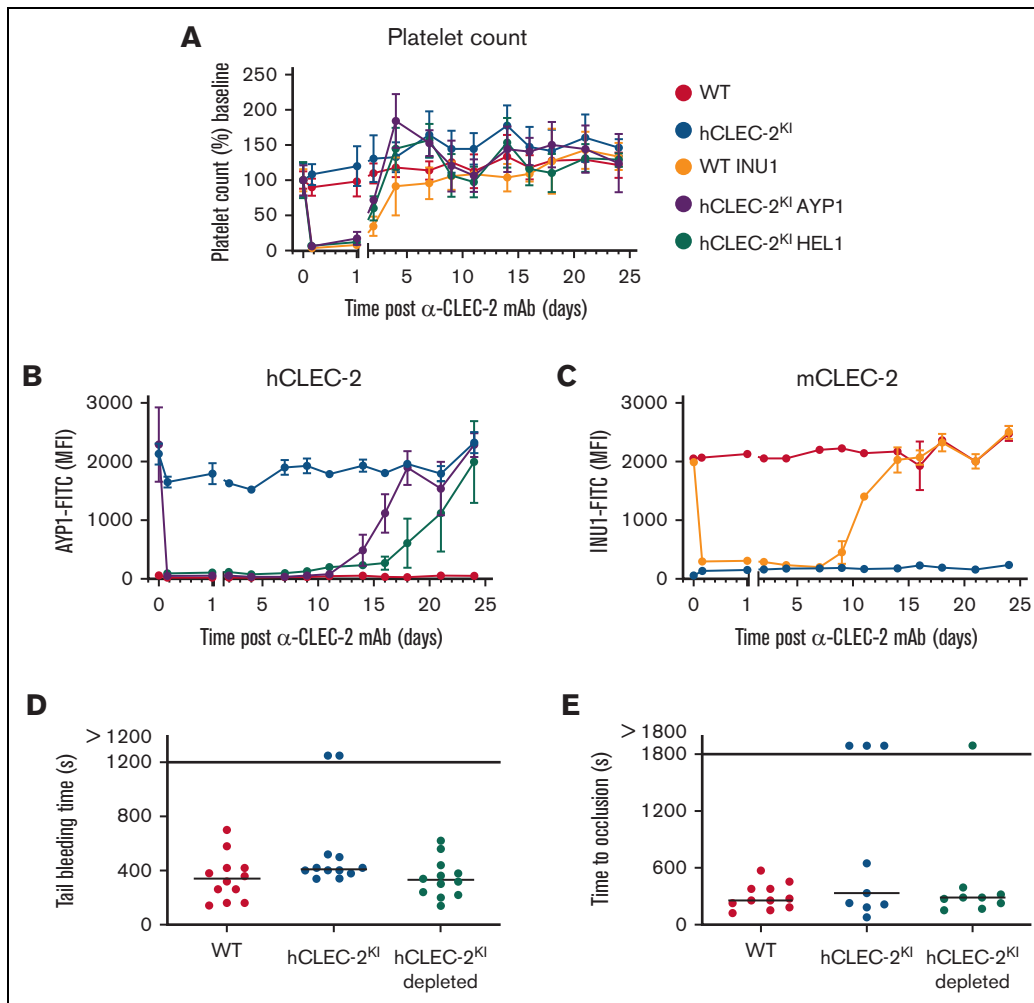 A
Platelet count
Platelet count (%) baseline
250
200
150
100
50
0
0 1 5 10 15 20 25
Time post α-CLEC-2 mAb (days)
WT
hCLEC-2KI
WT INU1
hCLEC-2KI AYP1
hCLEC-2KI HEL1
B
hCLEC-2
AYP1-FITC (MFI)
3000
2000
1000
0
0 1 5 10 15 20 25
Time post α-CLEC-2 mAb (days)
C
mCLEC-2
INU1-FITC (MFI)
3000
2000
1000
0
0 1 5 10 15 20 25
Time post α-CLEC-2 mAb (days)
D
Tail bleeding time (s)
> 1200
1200
800
400
0
WT
hCLEC-2KI
hCLEC-2KI
depleted
E
Time to occlusion (s)
> 1800
1800
1200
600
0
WT
hCLEC-2KI
hCLEC-2KI
depleted